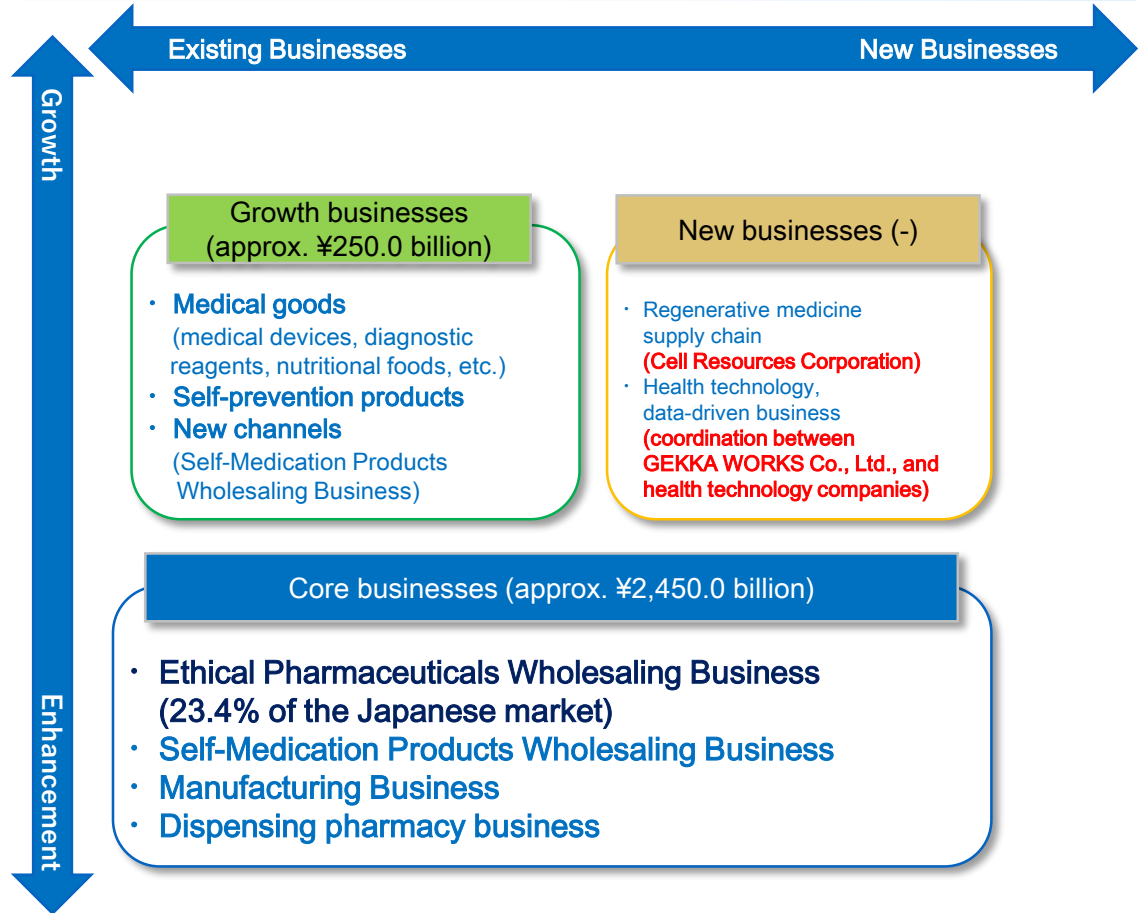 Existing Businesses
New Businesses
Growth
Growth businesses
(approx. ¥250.0 billion)
・ Medical goods
(medical devices, diagnostic
reagents, nutritional foods, etc.)
・ Self-prevention products
・ New channels
(Self-Medication Products
Wholesaling Business)
New businesses (-)
・ Regenerative medicine
supply chain
(Cell Resources Corporation)
・ Health technology,
data-driven business
(coordination between
GEKKA WORKS Co., Ltd., and
health technology companies)
Core businesses (approx. ¥2,450.0 billion)
・ Ethical Pharmaceuticals Wholesaling Business
(23.4% of the Japanese market)
・ Self-Medication Products Wholesaling Business
・ Manufacturing Business
・ Dispensing pharmacy business
Enhancement